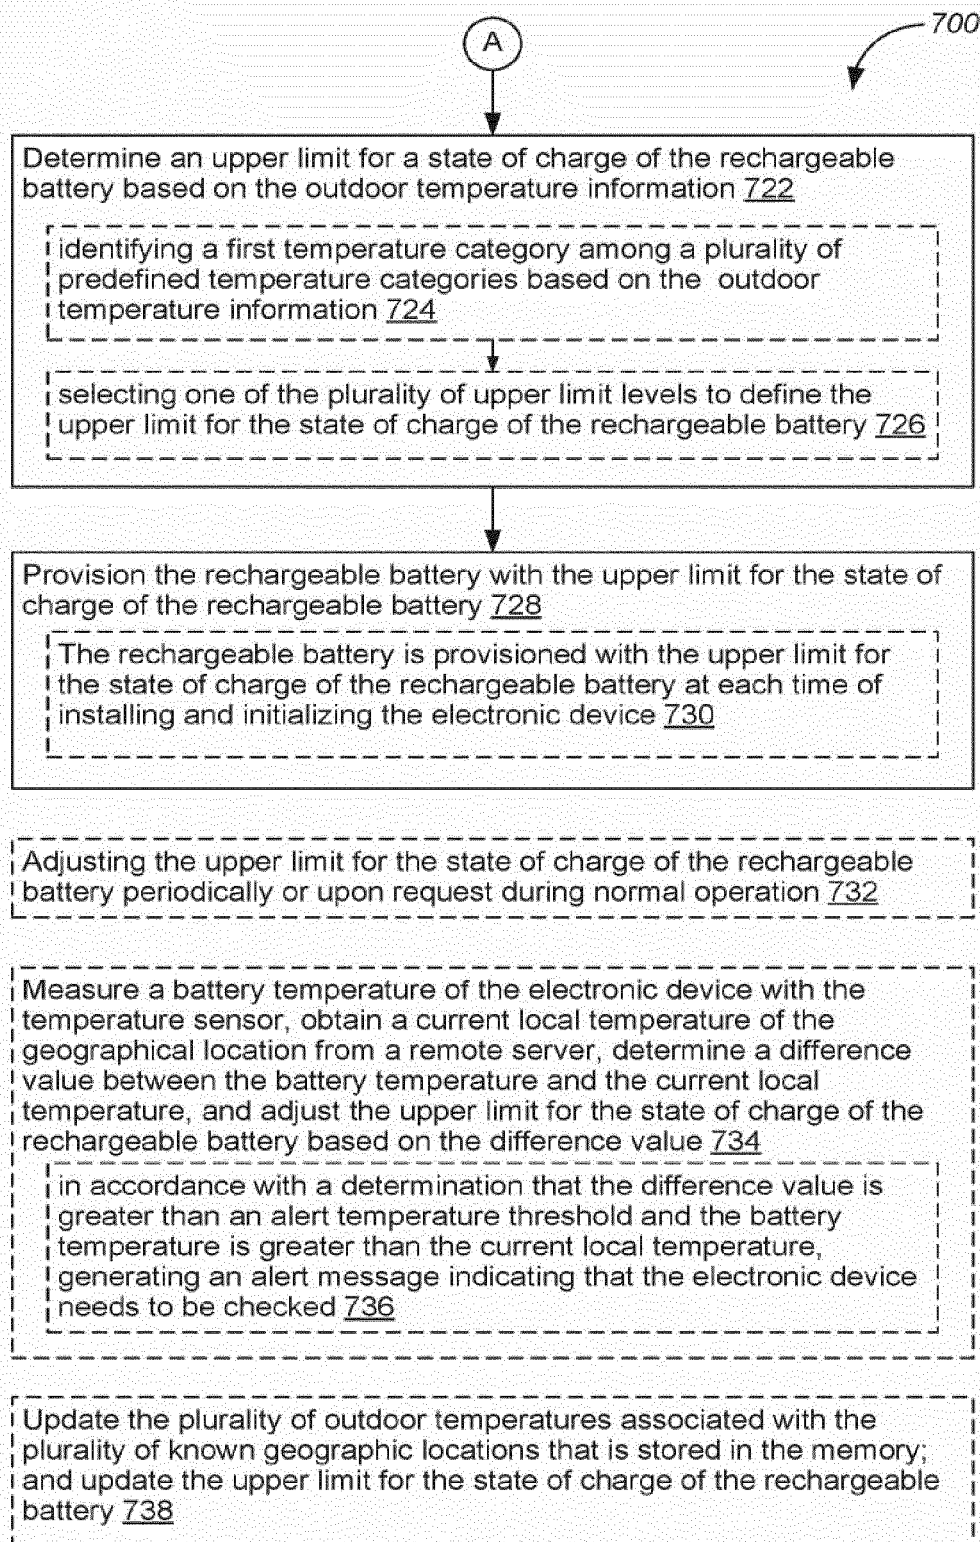 700
A
Determine an upper limit for a state of charge of the rechargeable
battery based on the outdoor temperature information 722
identifying a first temperature category among a plurality of
predefined temperature categories based on the outdoor
temperature information 724
selecting one of the plurality of upper limit levels to define the
upper limit for the state of charge of the rechargeable battery 726
Provision the rechargeable battery with the upper limit for the state of
charge of the rechargeable battery 728
The rechargeable battery is provisioned with the upper limit for
the state of charge of the rechargeable battery at each time of
installing and initializing the electronic device 730
Adjusting the upper limit for the state of charge of the rechargeable
battery periodically or upon request during normal operation 732
Measure a battery temperature of the electronic device with the
temperature sensor, obtain a current local temperature of the
geographical location from a remote server, determine a difference
value between the battery temperature and the current local
temperature, and adjust the upper limit for the state of charge of the
rechargeable battery based on the difference value 734
in accordance with a determination that the difference value is
greater than an alert temperature threshold and the battery
temperature is greater than the current local temperature,
generating an alert message indicating that the electronic device
needs to be checked 736
Update the plurality of outdoor temperatures associated with the
plurality of known geographic locations that is stored in the memory;
and update the upper limit for the state of charge of the rechargeable
battery 738